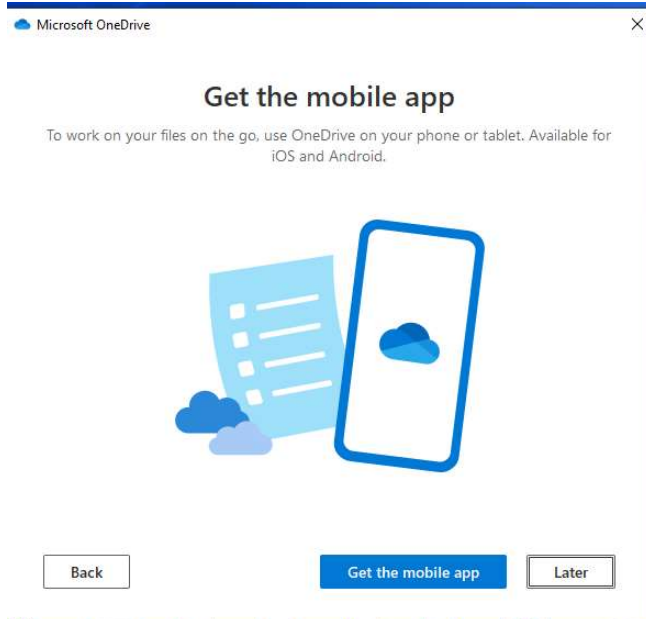 Microsoft OneDrive
Get the mobile app
To work on your files on the go, use OneDrive on your phone or tablet. Available for
iOS and Android.
Back
Get the mobile app
Later